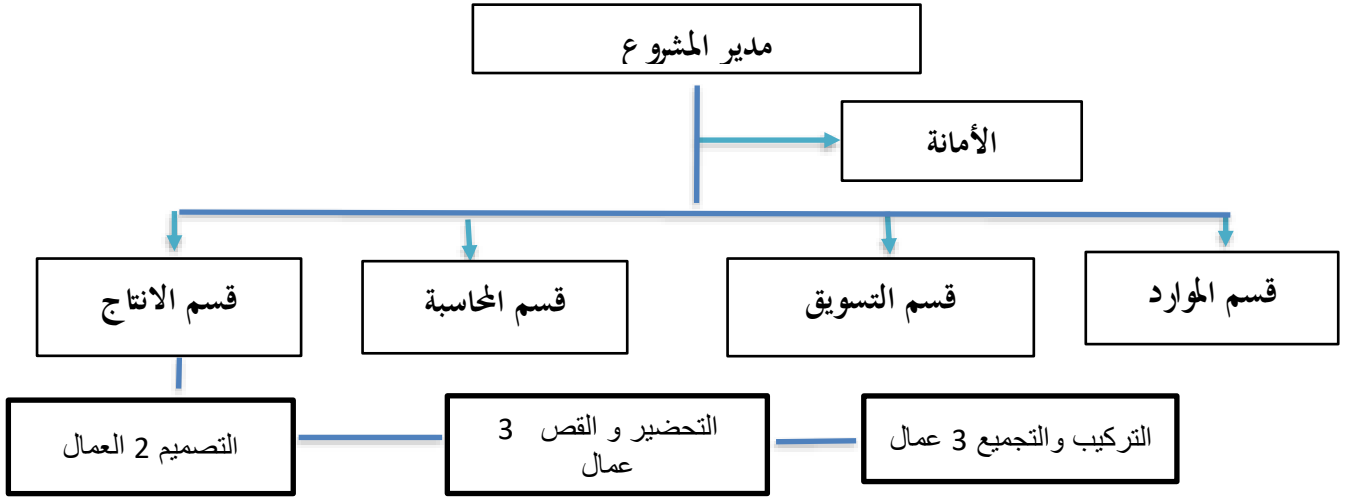 مدير المشروع
الأمانة
قسم الموارد
قسم التسويق
قسم المحاسبة
قسم الانتاج
التركيب والتجميع 3 عمال
التحضير و القص 3
عمال
التصميم 2 العمال